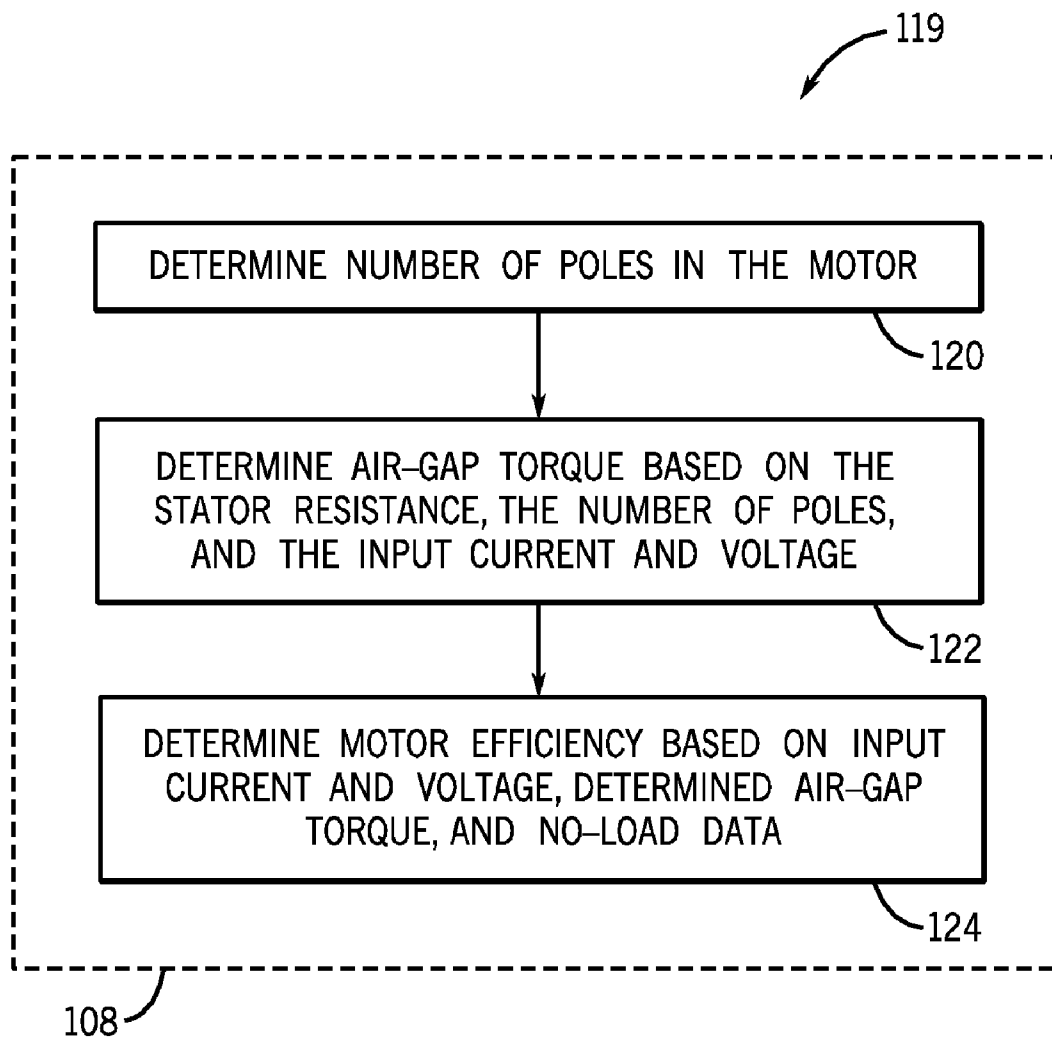 119
DETERMINE NUMBER OF POLES IN THE MOTOR
120
DETERMINE AIR–GAP TORQUE BASED ON THE
STATOR RESISTANCE, THE NUMBER OF POLES,
AND THE INPUT CURRENT AND VOLTAGE
122
DETERMINE MOTOR EFFICIENCY BASED ON INPUT
CURRENT AND VOLTAGE, DETERMINED AIR–GAP
TORQUE, AND NO–LOAD DATA
124
108